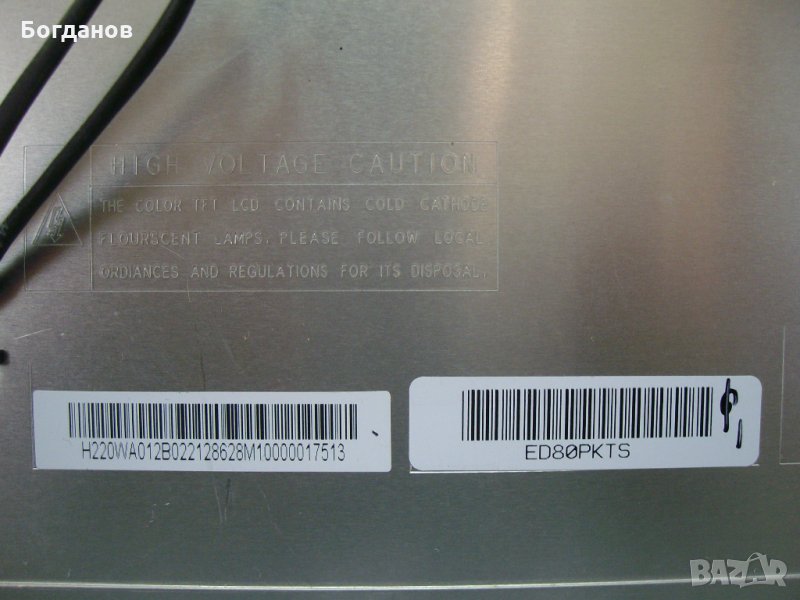 Богданов
HIGH VOLTAGE CAUTION
THE COLOR TFT LCD CONTAINS COLD CATHODE
FLOURSCENT LAMPS. PLEASE FOLLOW LOCAL
ORDIANCES AND REGULATIONS FOR ITS DISPOSAL.
H220WA012B022128628M10000017513
ED80PKTS
BAZAR